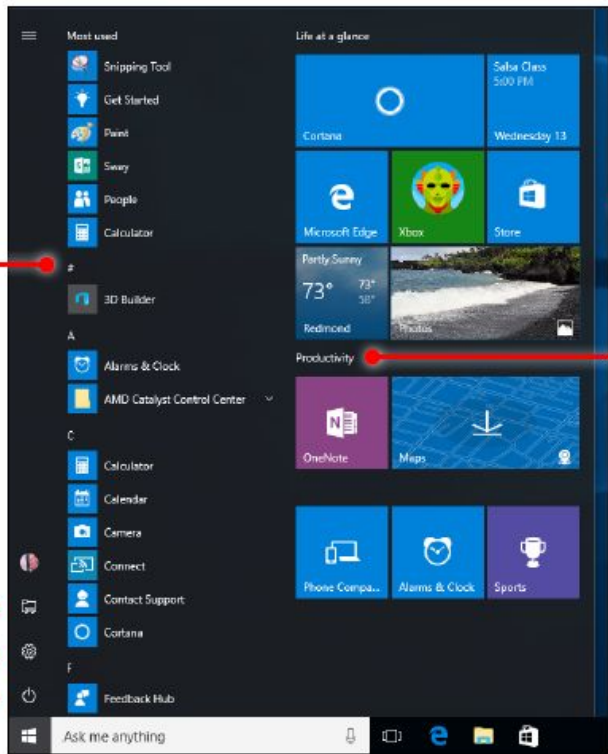 Most used
Snipping Tool
Get Started
Paint
Sway
People
Calculator
#
3D Builder
A
Alarms & Clock
AMD Catalyst Control Center
C
Calculator
Calendar
Camera
Connect
Contact Support
Cortana
F
Feedback Hub
Life at a glance
Cortana
Salsa Class
5:00 PM
Wednesday 13
Microsoft Edge
Xbox
Store
Partly Sunny
73° 73°
58°
Redmond
Photos
Productivity
OneNote
Maps
Phone Compa...
Alarms & Clock
Sports
Ask me anything